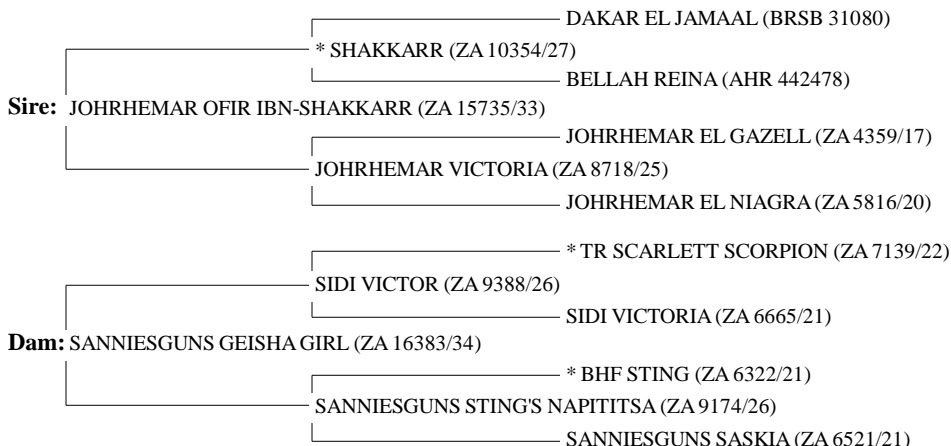 DAKAR EL JAMAAL (BRSB 31080)
* SHAKKARR (ZA 10354/27)
BELLAH REINA (AHR 442478)
Sire: JOHRHEMAR OFIR IBN-SHAKKARR (ZA 15735/33)
JOHRHEMAR EL GAZELL (ZA 4359/17)
JOHRHEMAR VICTORIA (ZA 8718/25)
JOHRHEMAR EL NIAGRA (ZA 5816/20)
* TR SCARLETT SCORPION (ZA 7139/22)
SIDI VICTOR (ZA 9388/26)
SIDI VICTORIA (ZA 6665/21)
Dam: SANNIESGUNS GEISHA GIRL (ZA 16383/34)
* BHF STING (ZA 6322/21)
SANNIESGUNS STING'S NAPITITSA (ZA 9174/26)
SANNIESGUNS SASKIA (ZA 6521/21)